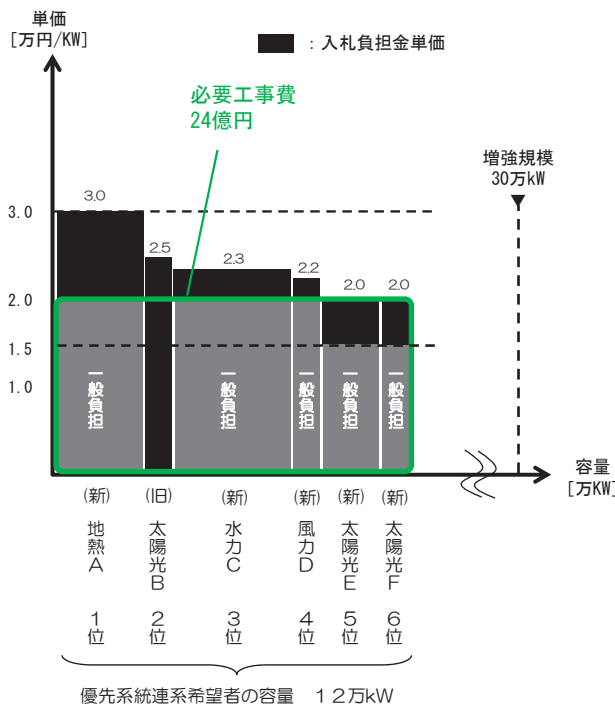 単価
[万円/KW]
：入札負担金単価
必要工事費
24億円
増強規模
30万kW
3.0
2.0
1.5
1.0
3.0
2.5
2.3
2.2
2.0
2.0
一般負担
一般負担
一般負担
一般負担
一般負担
容量
[万KW]
(新)
(旧)
(新)
(新)
(新)
(新)
地熱A
太陽光B
水力C
風力D
太陽光E
太陽光F
1位
2位
3位
4位
5位
6位
優先系統連系希望者の容量　12万kW